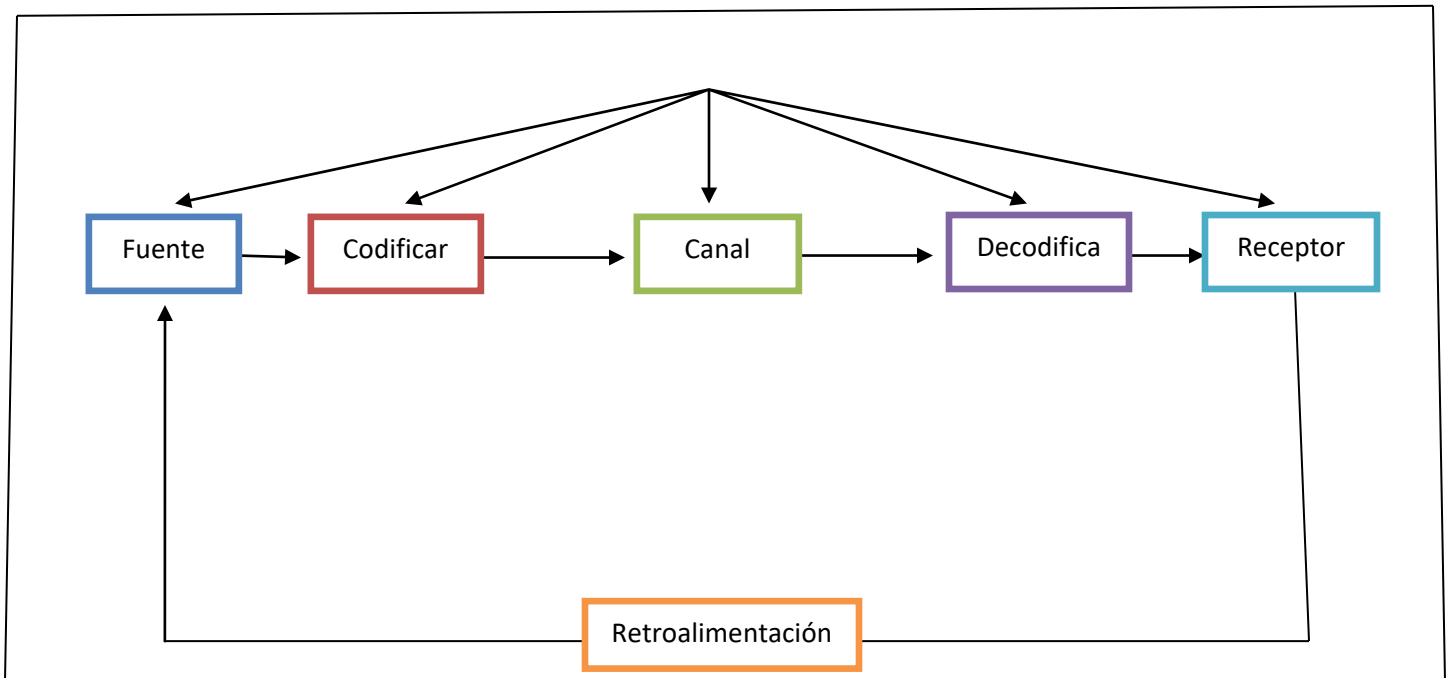 Fuente
Codificar
Canal
Decodifica
Receptor
Retroalimentación